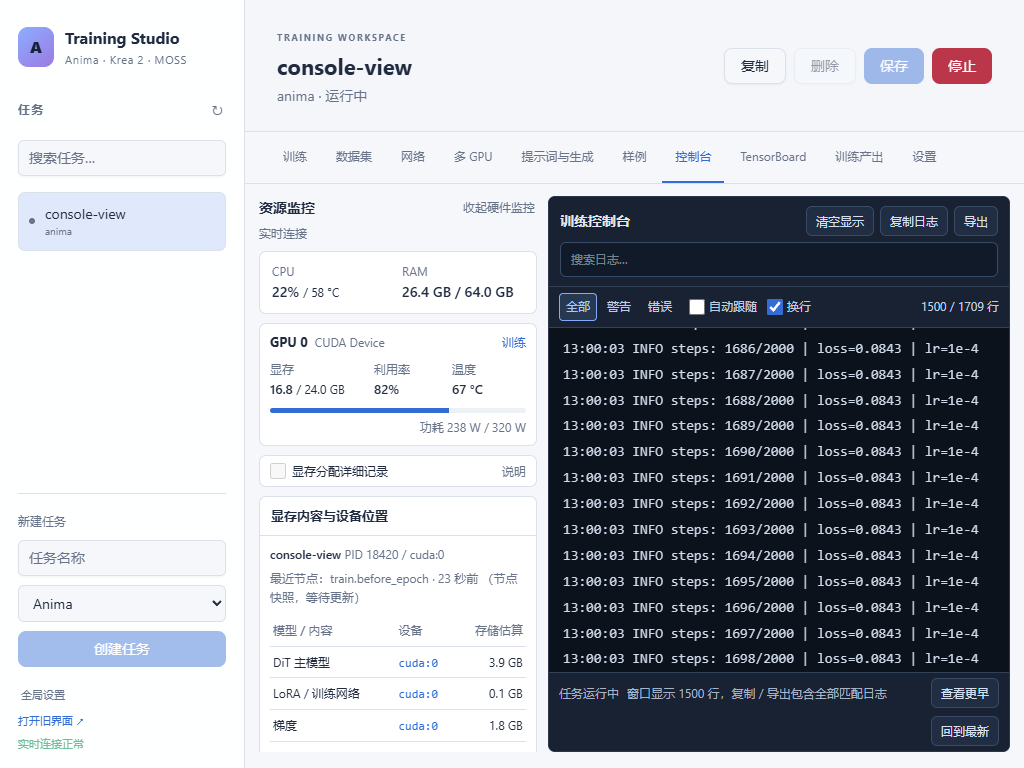 A
Training Studio
Anima · Krea 2 · MOSS
任务
↻
搜索任务...
console-view
anima
新建任务
任务名称
Anima
创建任务
全局设置
打开旧界面 ↗
实时连接正常
TRAINING WORKSPACE
console-view
anima · 运行中
复制
删除
保存
停止
训练
数据集
网络
多 GPU
提示词与生成
样例
控制台
TensorBoard
训练产出
设置
资源监控
收起硬件监控
实时连接
CPU
22% / 58 °C
RAM
26.4 GB / 64.0 GB
GPU 0 CUDA Device
训练
显存
利用率
温度
16.8 / 24.0 GB
82%
67 °C
功耗 238 W / 320 W
显存分配详细记录
说明
显存内容与设备位置
console-view PID 18420 / cuda:0
最近节点：train.before_epoch · 23 秒前 （节点
快照，等待更新）
模型 / 内容 设备 存储估算
DiT 主模型 cuda:0 3.9 GB
LoRA / 训练网络 cuda:0 0.1 GB
梯度 cuda:0 1.8 GB
训练控制台
清空显示
复制日志
导出
搜索日志...
全部
警告
错误
自动跟随
换行
1500 / 1709 行
13:00:03 INFO steps: 1686/2000 | loss=0.0843 | lr=1e-4
13:00:03 INFO steps: 1687/2000 | loss=0.0843 | lr=1e-4
13:00:03 INFO steps: 1688/2000 | loss=0.0843 | lr=1e-4
13:00:03 INFO steps: 1689/2000 | loss=0.0843 | lr=1e-4
13:00:03 INFO steps: 1690/2000 | loss=0.0843 | lr=1e-4
13:00:03 INFO steps: 1691/2000 | loss=0.0843 | lr=1e-4
13:00:03 INFO steps: 1692/2000 | loss=0.0843 | lr=1e-4
13:00:03 INFO steps: 1693/2000 | loss=0.0843 | lr=1e-4
13:00:03 INFO steps: 1694/2000 | loss=0.0843 | lr=1e-4
13:00:03 INFO steps: 1695/2000 | loss=0.0843 | lr=1e-4
13:00:03 INFO steps: 1696/2000 | loss=0.0843 | lr=1e-4
13:00:03 INFO steps: 1697/2000 | loss=0.0843 | lr=1e-4
13:00:03 INFO steps: 1698/2000 | loss=0.0843 | lr=1e-4
任务运行中 窗口显示 1500 行，复制 / 导出包含全部匹配日志
查看更早
回到最新